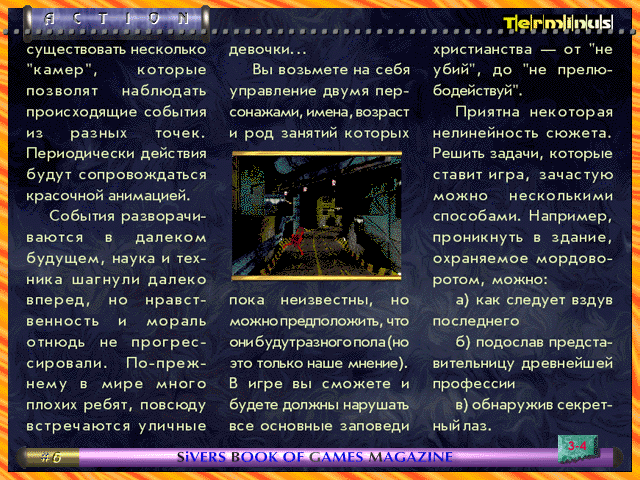 ACTION
Terminus
существовать несколько
"камер", которые
позволят наблюдать
происходящие события
из разных точек.
Периодически действия
будут сопровождаться
красочной анимацией.
События разворачи-
ваются в далеком
будущем, наука и тех-
ника шагнули далеко
вперед, но нравст-
венность и мораль
отнюдь не прогрес-
сировали. По-преж-
нему в мире много
плохих ребят, повсюду
встречаются уличные
девочки...
Вы возьмете на себя
управление двумя пер-
сонажами, имена, возраст
и род занятий которых
пока неизвестны, но
можно предположить, что
они будут разного пола (но
это только наше мнение).
В игре вы сможете и
будете должны нарушать
все основные заповеди
христианства — от "не
убий", до "не прелю-
бодействуй".
Приятна некоторая
нелинейность сюжета.
Решить задачи, которые
ставит игра, зачастую
можно несколькими
способами. Например,
проникнуть в здание,
охраняемое мордово-
ротом, можно:
а) как следует вздув
последнего
б) подослав предста-
вительницу древнейшей
профессии
в) обнаружив секрет-
ный лаз.
#6
SiVERS BOOK OF GAMES MAGAZINE
3-4